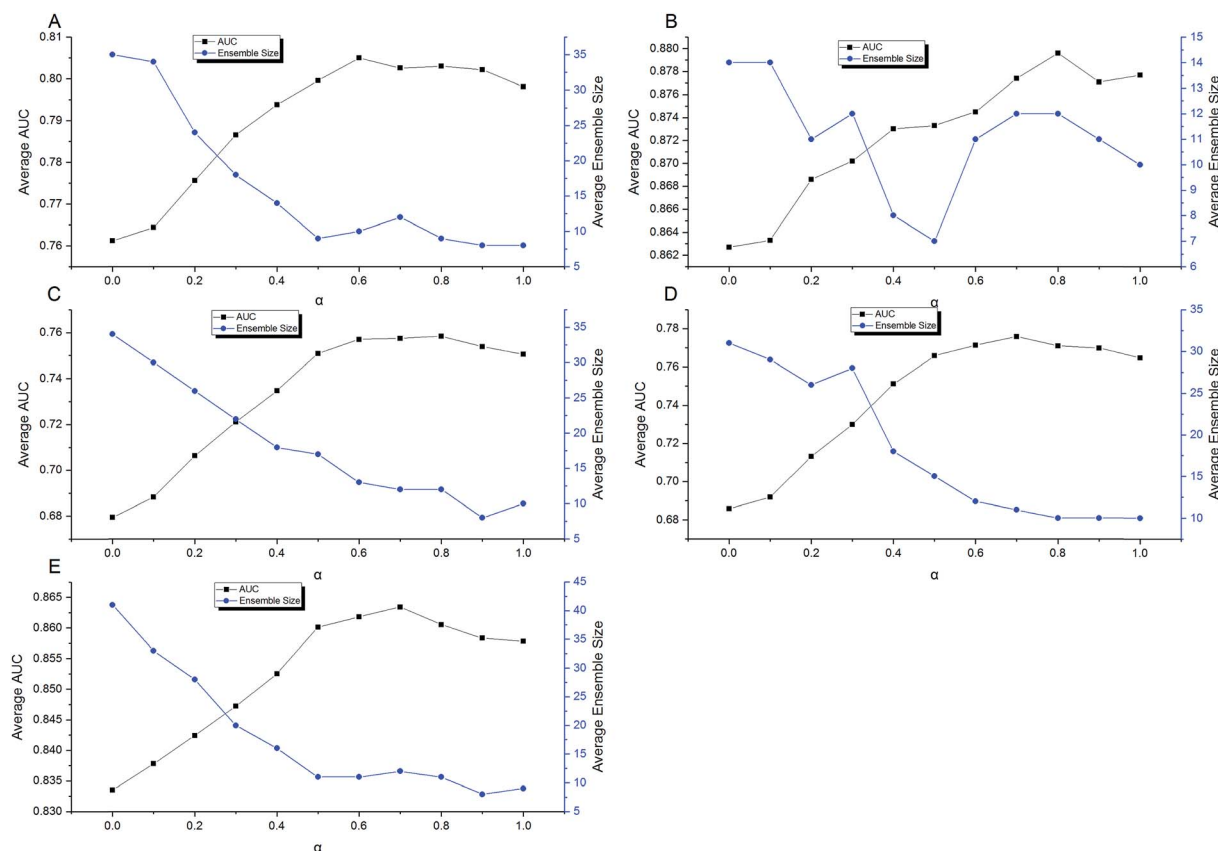 A
AUC
Ensemble Size
Average AUC
0.81
0.80
0.79
0.78
0.77
0.76
35
30
25
20
15
10
5
Average Ensemble Size
0.0 0.2 0.4 0.6 0.8 1.0
α
B
AUC
Ensemble Size
Average AUC
0.880
0.878
0.876
0.874
0.872
0.870
0.868
0.866
0.864
0.862
15
14
13
12
11
10
9
8
7
6
Average Ensemble Size
0.0 0.2 0.4 0.6 0.8 1.0
α
C
AUC
Ensemble Size
Average AUC
0.76
0.74
0.72
0.70
0.68
35
30
25
20
15
10
5
Average Ensemble Size
0.0 0.2 0.4 0.6 0.8 1.0
α
D
AUC
Ensemble Size
Average AUC
0.78
0.76
0.74
0.72
0.70
0.68
35
30
25
20
15
10
Average Ensemble Size
0.0 0.2 0.4 0.6 0.8 1.0
α
E
AUC
Ensemble Size
Average AUC
0.865
0.860
0.855
0.850
0.845
0.840
0.835
0.830
45
40
35
30
25
20
15
10
5
Average Ensemble Size
0.0 0.2 0.4 0.6 0.8 1.0
α